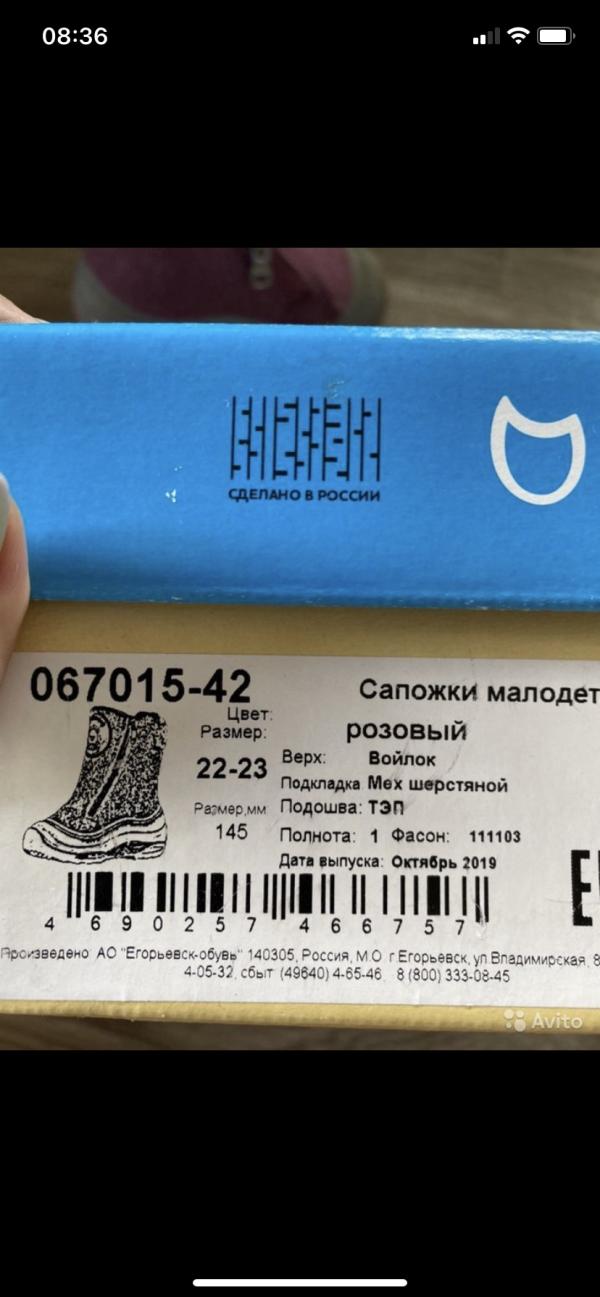 08:36
СДЕЛАНО В РОССИИ
067015-42
Сапожки малодет
Цвет: розовый
Размер:
22-23
Верх: Войлок
Подкладка Мех шерстяной
Размер,мм Подошва: ТЭП
145
Полнота: 1 Фасон: 111103
Дата выпуска: Октябрь 2019
4 690257 466757
Произведено: АО "Егорьевск-обувь" 140305, Россия, М.О. г.Егорьевск, ул.Владимирская, 8
4-05-32, сбыт (49640) 4-65-46, 8 (800) 333-08-45
Avito